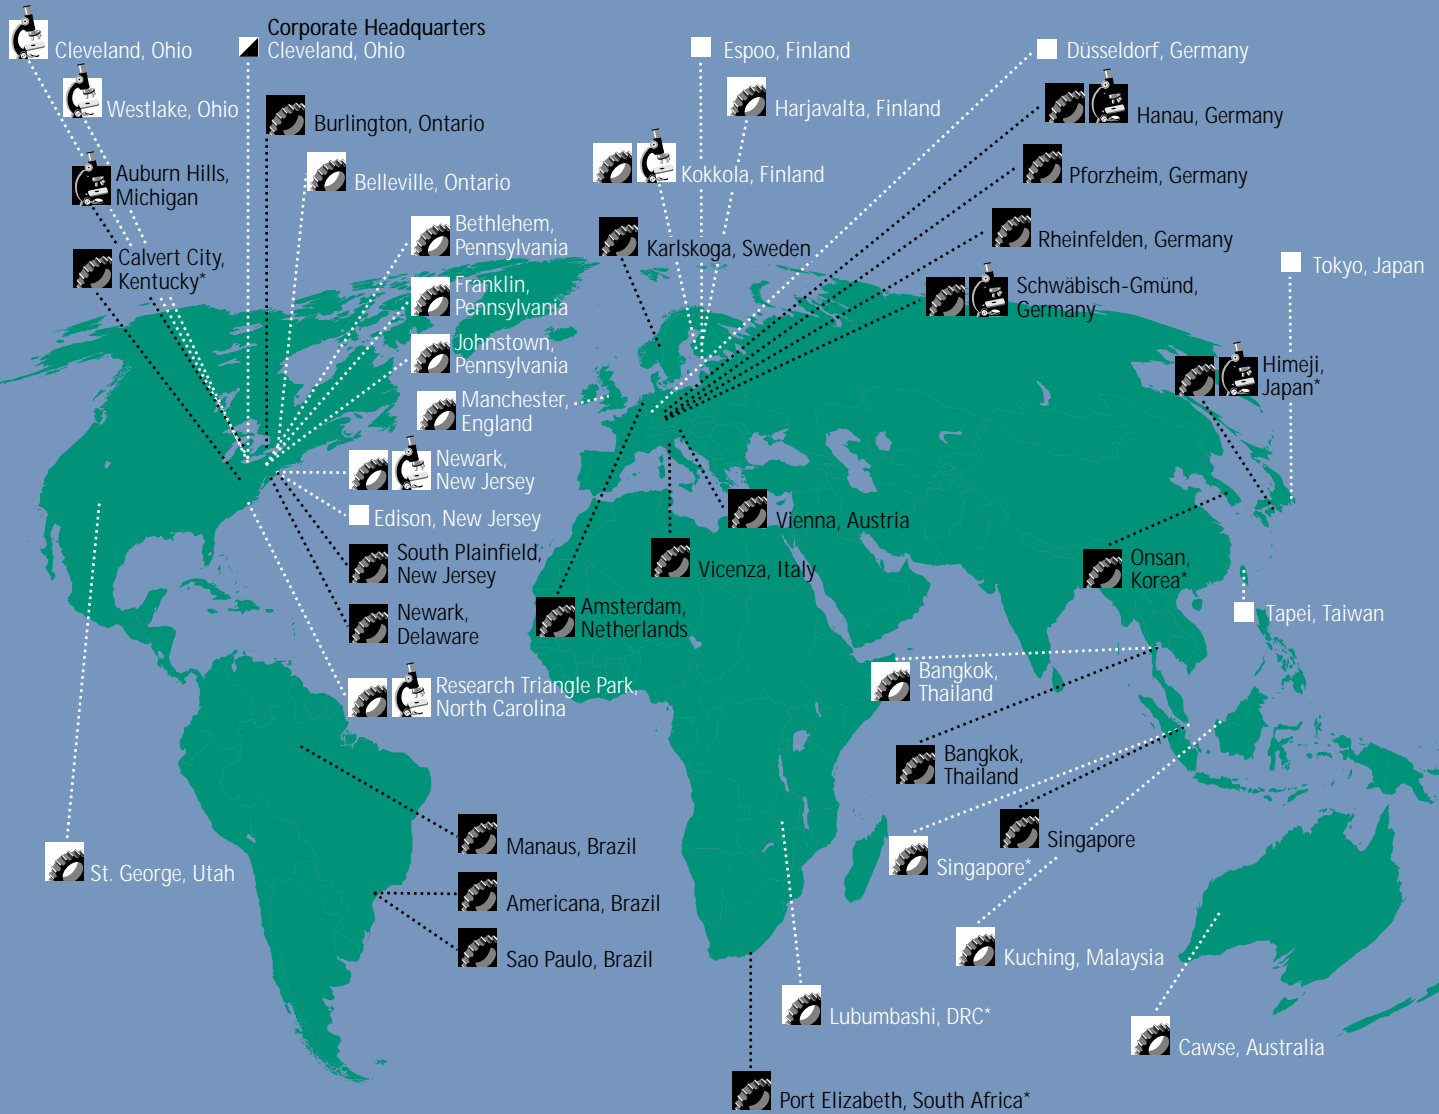 Corporate Headquarters
Cleveland, Ohio
Cleveland, Ohio
Espoo, Finland
Düsseldorf, Germany
Westlake, Ohio
Burlington, Ontario
Harjavalta, Finland
Hanau, Germany
Auburn Hills,
Michigan
Belleville, Ontario
Kokkola, Finland
Pforzheim, Germany
Bethlehem,
Pennsylvania
Karlskoga, Sweden
Rheinfelden, Germany
Calvert City,
Kentucky*
Tokyo, Japan
Franklin,
Pennsylvania
Schwäbisch-Gmünd,
Germany
Johnstown,
Pennsylvania
Himeji,
Japan*
Manchester,
England
Newark,
New Jersey
Edison, New Jersey
Vienna, Austria
South Plainfield,
New Jersey
Vicenza, Italy
Onsan,
Korea*
Newark,
Delaware
Amsterdam,
Netherlands
Tapei, Taiwan
Research Triangle Park,
North Carolina
Bangkok,
Thailand
Bangkok,
Thailand
Manaus, Brazil
Singapore
St. George, Utah
Singapore*
Americana, Brazil
Sao Paulo, Brazil
Kuching, Malaysia
Lubumbashi, DRC*
Cawse, Australia
Port Elizabeth, South Africa*